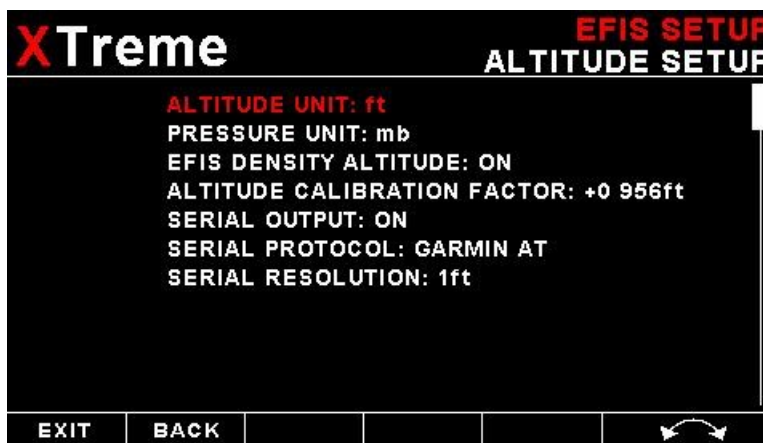 XTreme
EFIS SETUP
ALTITUDE SETUP
ALTITUDE UNIT: ft
PRESSURE UNIT: mb
EFIS DENSITY ALTITUDE: ON
ALTITUDE CALIBRATION FACTOR: +0 956ft
SERIAL OUTPUT: ON
SERIAL PROTOCOL: GARMIN AT
SERIAL RESOLUTION: 1ft
EXIT BACK